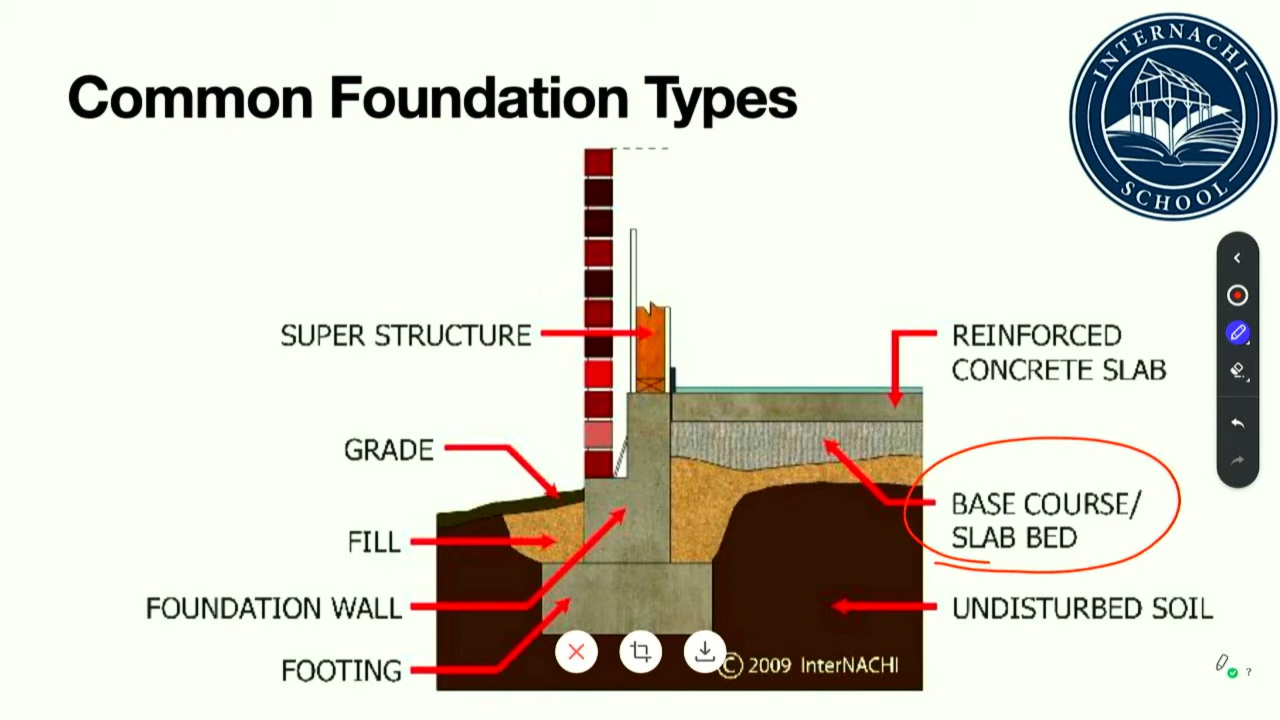 INTERNACHI
SCHOOL
Common Foundation Types
SUPER STRUCTURE
REINFORCED
CONCRETE SLAB
GRADE
BASE COURSE/
SLAB BED
FILL
FOUNDATION WALL
UNDISTURBED SOIL
FOOTING
© 2009 InterNACHI
?